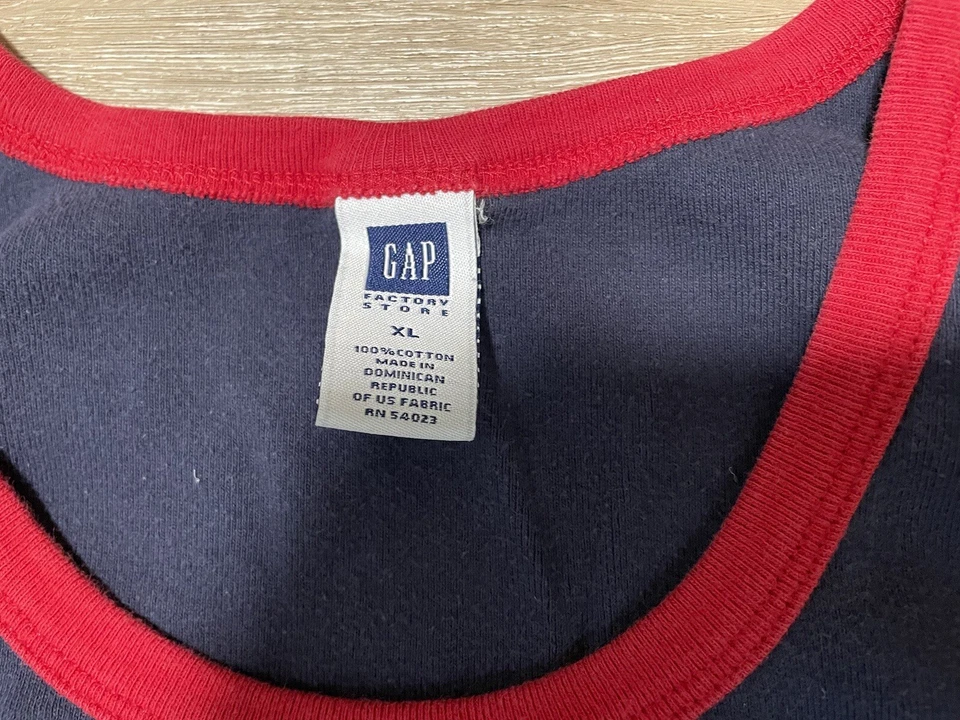 GAP
FACTORY
STORE
XL
100% COTTON
MADE IN
DOMINICAN
REPUBLIC
OF US FABRIC
RN 54023